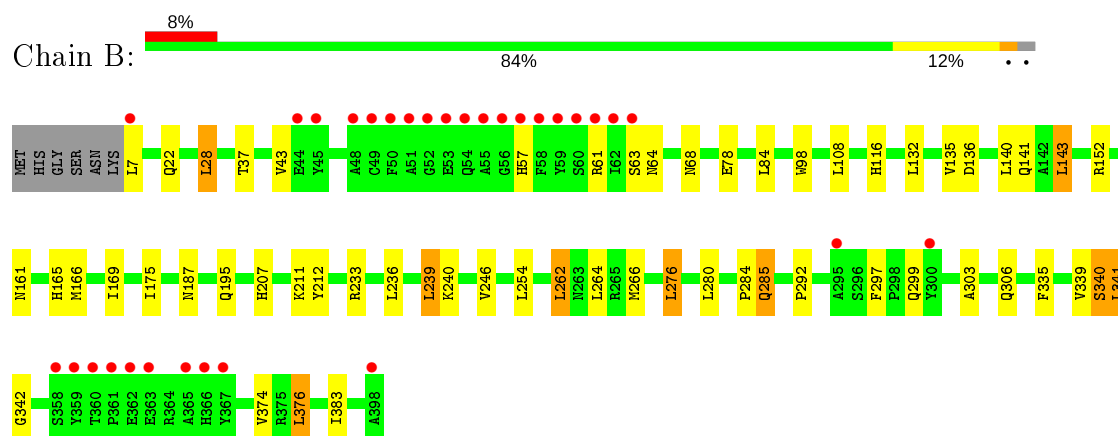 8%
Chain B:
84% 12% • •
MET HIS GLY SER ASN LYS L7 Q22 L28 T37 V43 E44 Y45 A48 C49 F50 A51 G52 E53 Q54 A55 G56 H57 F58 Y59 S60 R61 I62 S63 N64 N68 E78 L84 W98 L108 H116 L132 V135 D136 L140 Q141 A142 L143 R152
N161 H165 M166 I169 I175 N187 Q195 H207 K211 Y212 R233 L236 L239 K240 V246 L254 L262 N263 L264 R265 M266 L276 L280 P284 Q285 P292 A295 S296 F297 P298 Q299 Y300 A303 Q306 F335 V339 S340 L341
G342 S358 Y359 T360 P361 E362 E363 R364 A365 H366 Y367 V374 R375 L376 I383 A398